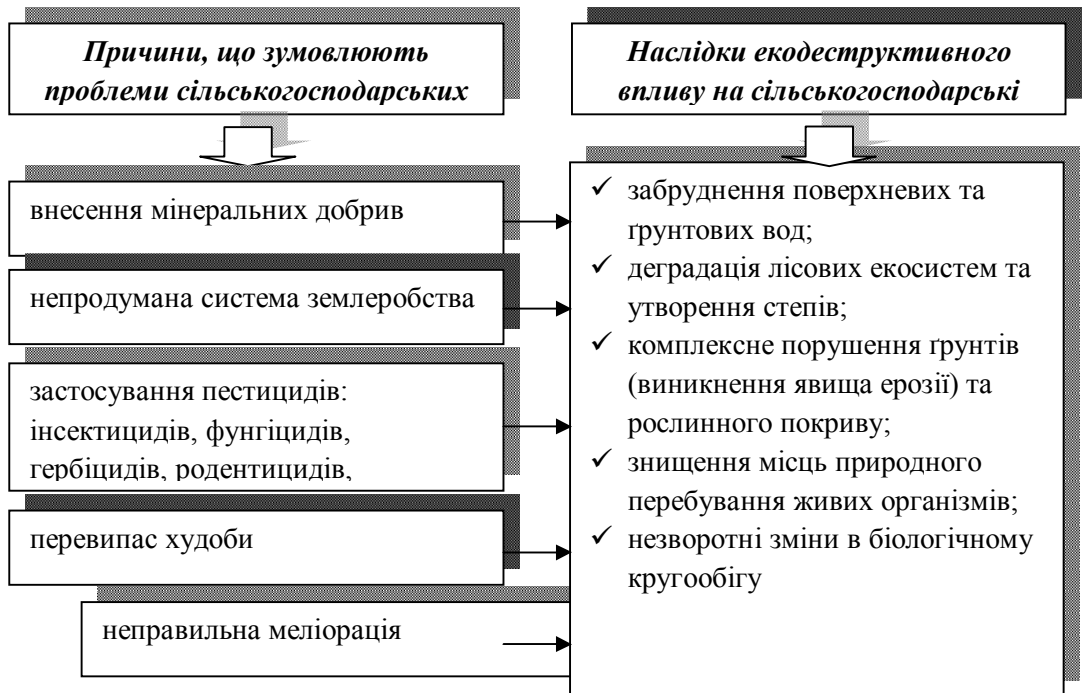 Причини, що зумовлюють
проблеми сільськогосподарських
Наслідки екодеструктивного
впливу на сільськогосподарські
внесення мінеральних добрив
непродумана система землеробства
застосування пестицидів:
інсектицидів, фунгіцидів,
гербіцидів, родентицидів,
перевипас худоби
неправильна меліорація
✓ забруднення поверхневих та
ґрунтових вод;
✓ деградація лісових екосистем та
утворення степів;
✓ комплексне порушення ґрунтів
(виникнення явища ерозії) та
рослинного покриву;
✓ знищення місць природного
перебування живих організмів;
✓ незворотні зміни в біологічному
кругообігу